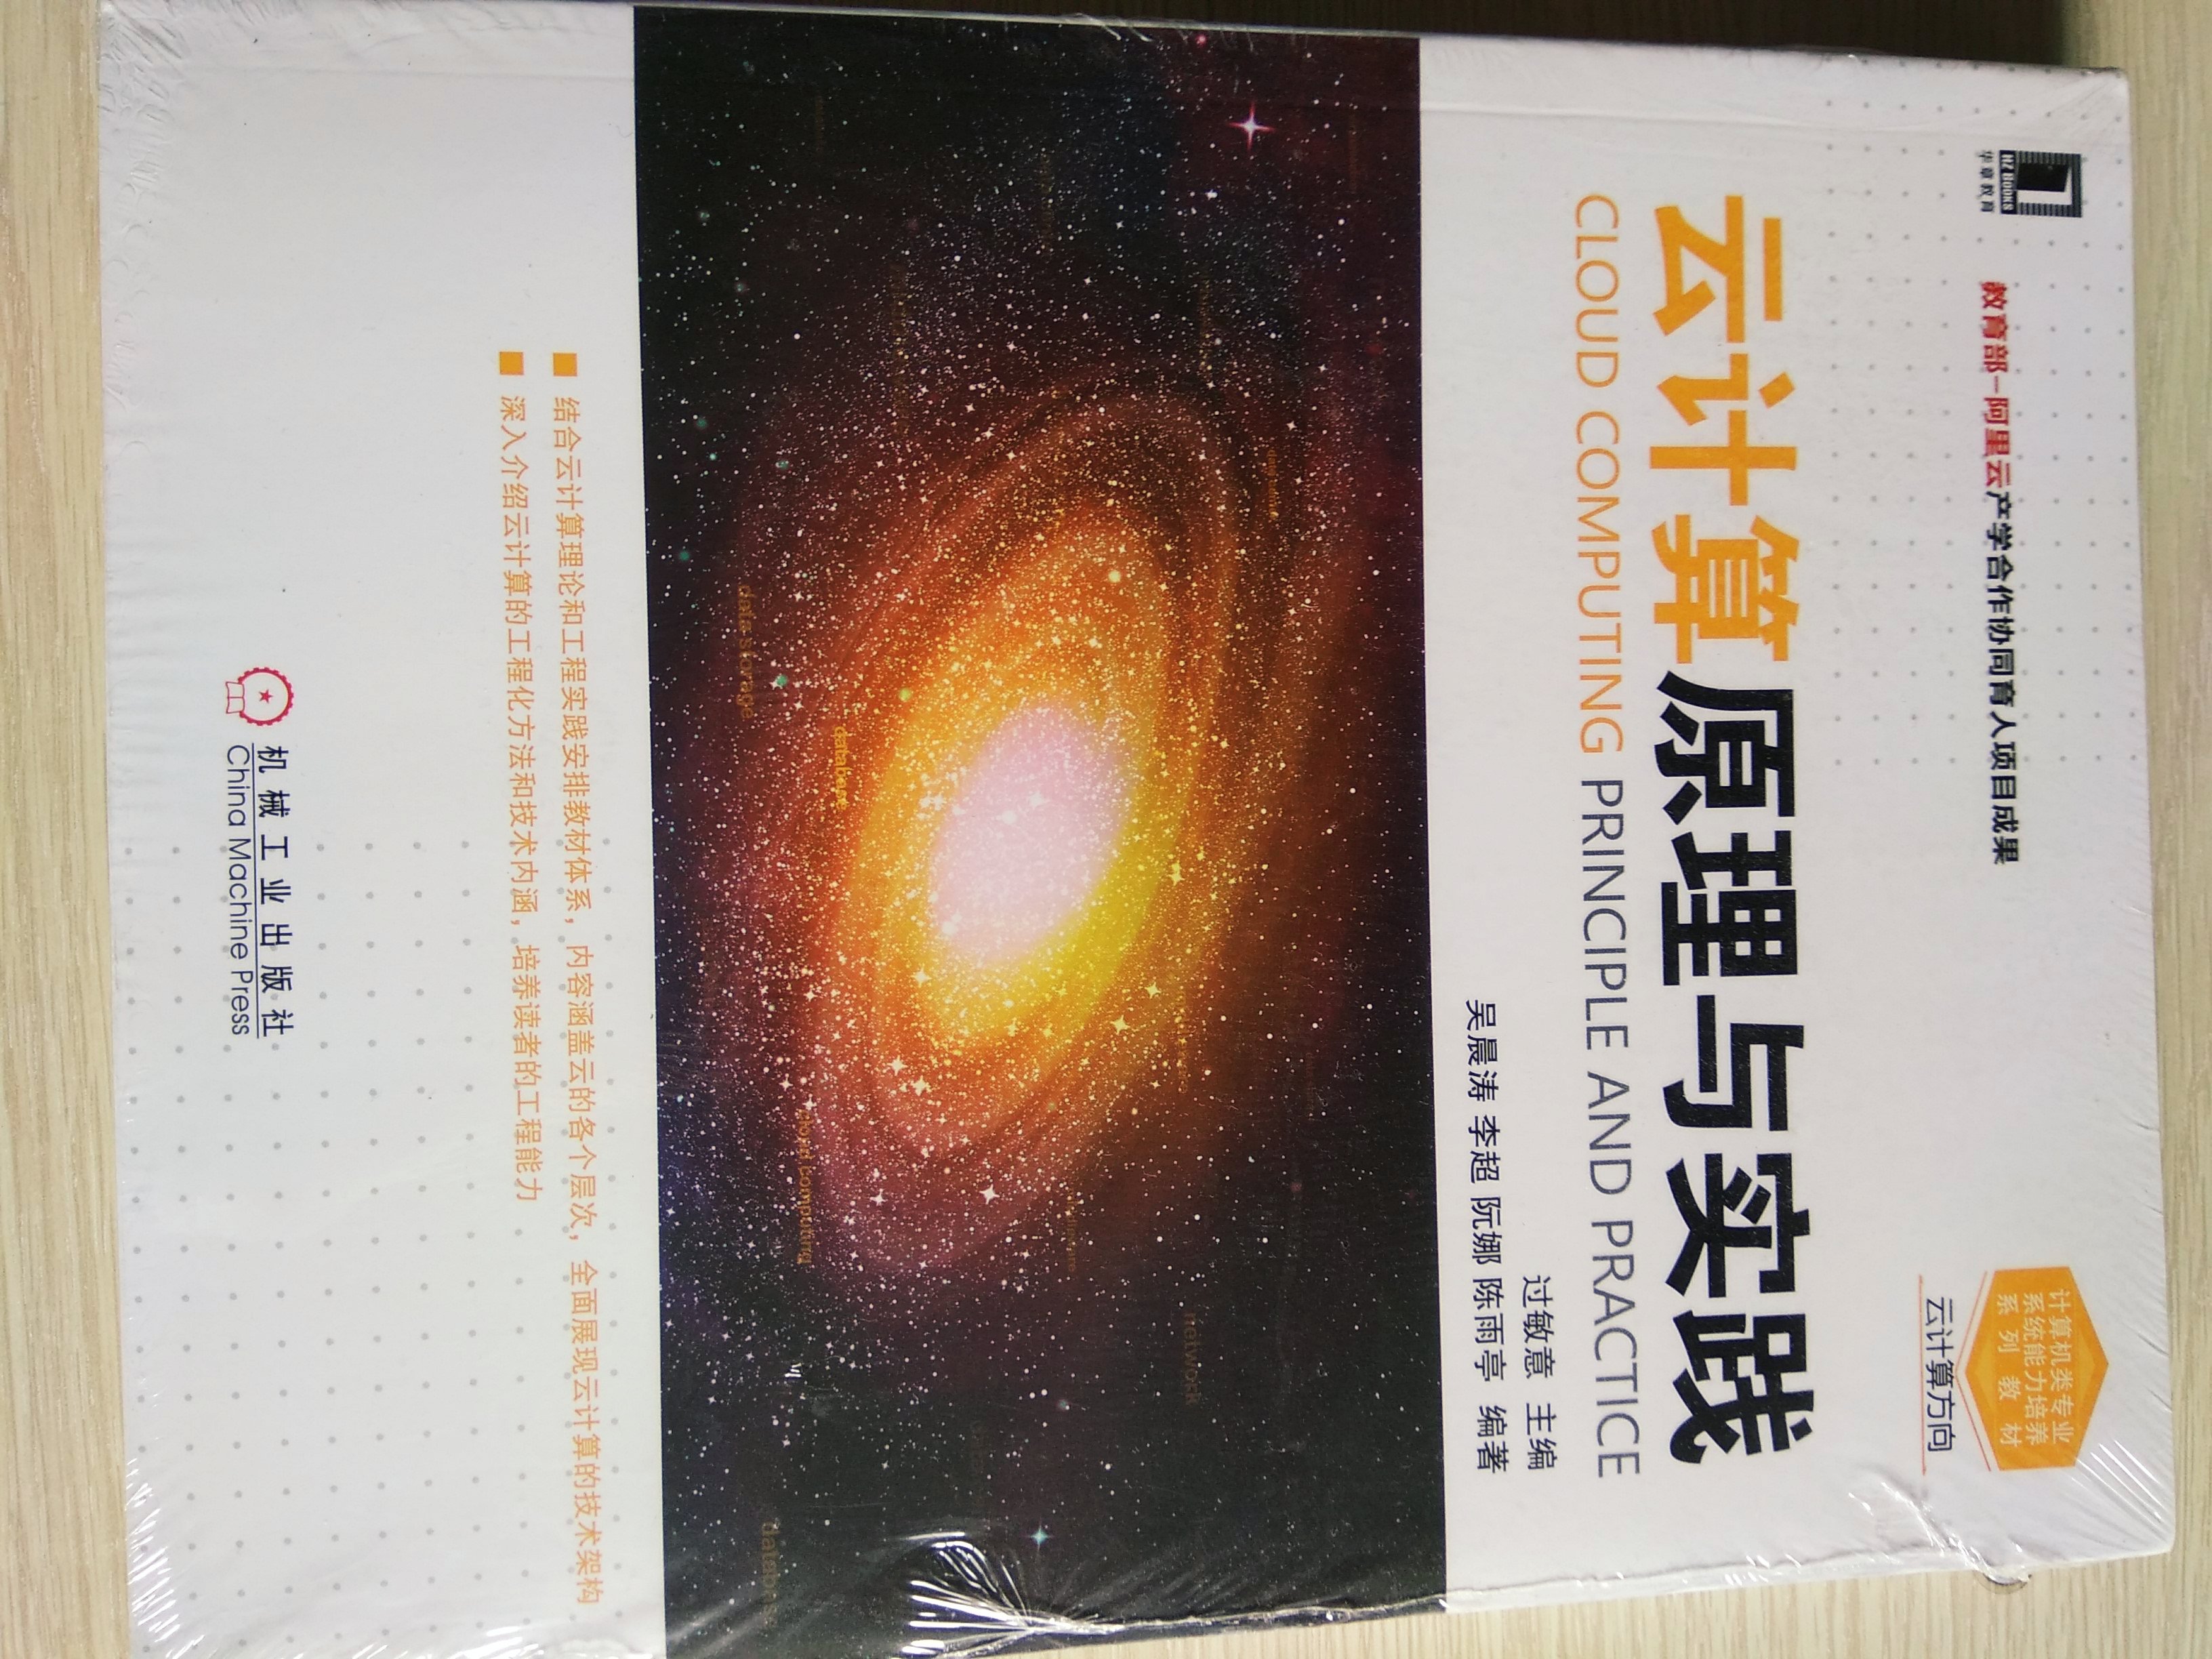 HZ BOOKS
华章教育
教育部-阿里云产学合作协同育人项目成果
计算机类专业
系统能力培养
系列教材
云计算方向
云计算原理与实践
CLOUD COMPUTING PRINCIPLE AND PRACTICE
过敏意 主编
吴晨涛 李超 阮娜 陈雨亭 编著
network
database
data storage
cloud computing
database
结合云计算理论和工程实践安排教材体系，内容涵盖云的各个层次，全面展现云计算的技术架构
深入介绍云计算的工程化方法和技术内涵，培养读者的工程能力
机械工业出版社
China Machine Press